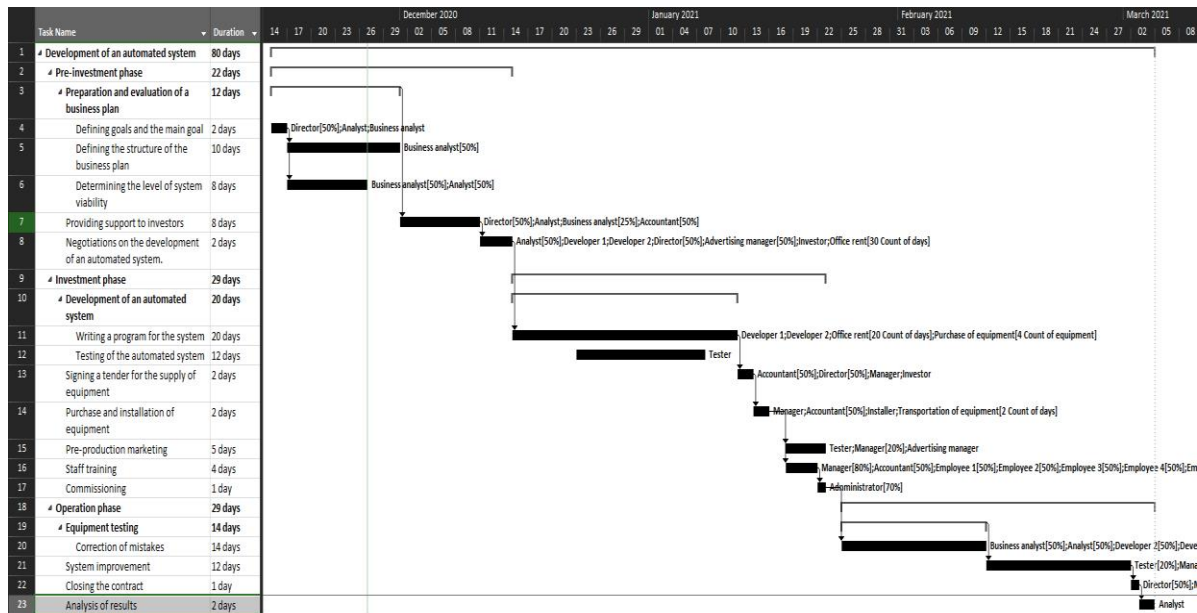 December 2020 January 2021 February 2021 March 2021
Task Name Duration 14 17 20 23 26 29 02 05 08 11 14 17 20 23 26 29 01 04 07 10 13 16 19 22 25 28 31 03 06 09 12 15 18 21 24 27 02 05 08
1 Development of an automated system 80 days
2 Pre-investment phase 22 days
3 Preparation and evaluation of a 12 days
business plan
4 Defining goals and the main goal 2 days Director[50%];Analyst;Business analyst
5 Defining the structure of the 10 days Business analyst[50%]
business plan
6 Determining the level of system 8 days Business analyst[50%];Analyst[50%]
viability
7 Providing support to investors 8 days Director[50%];Analyst;Business analyst[25%];Accountant[50%]
8 Negotiations on the development 2 days Analyst[50%];Developer 1;Developer 2;Director[50%];Advertising manager[50%];Investor;Office rent[30 Count of days]
of an automated system.
9 Investment phase 29 days
10 Development of an automated 20 days
system
11 Writing a program for the system 20 days Developer 1;Developer 2;Office rent[20 Count of days];Purchase of equipment[4 Count of equipment]
12 Testing of the automated system 12 days Tester
13 Signing a tender for the supply of 2 days Accountant[50%];Director[50%];Manager;Investor
equipment
14 Purchase and installation of 2 days Manager;Accountant[50%];Installer;Transportation of equipment[2 Count of days]
equipment
15 Pre-production marketing 5 days Tester;Manager[20%];Advertising manager
16 Staff training 4 days Manager[80%];Accountant[50%];Employee 1[50%];Employee 2[50%];Employee 3[50%];Employee 4[50%];Em
17 Commissioning 1 day Adoministrator[70%]
18 Operation phase 29 days
19 Equipment testing 14 days
20 Correction of mistakes 14 days Business analyst[50%];Analyst[50%];Developer 2[50%];Deve
21 System improvement 12 days Tester[20%];Mana
22 Closing the contract 1 day Director[50%];M
23 Analysis of results 2 days Analyst